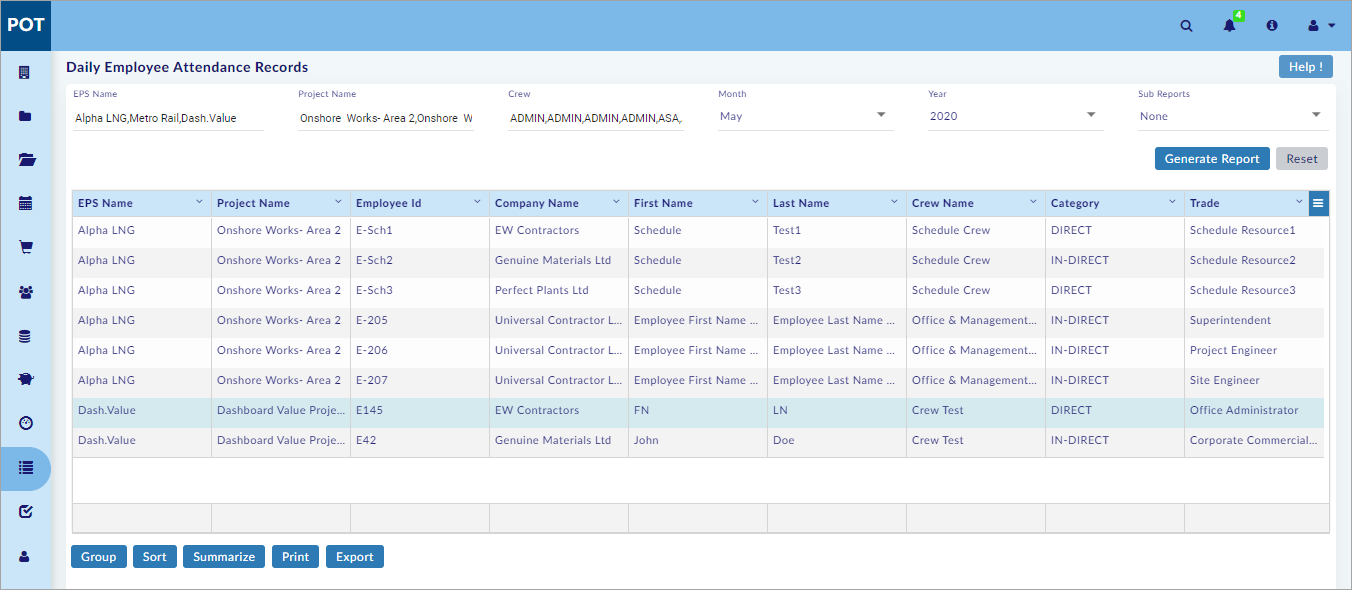 POT
4
Daily Employee Attendance Records
Help !
EPS Name Project Name Crew Month Year Sub Reports
Alpha LNG,Metro Rail,Dash.Value Onshore Works- Area 2,Onshore W ADMIN,ADMIN,ADMIN,ADMIN,ASA, May 2020 None
Generate Report Reset
EPS Name Project Name Employee Id Company Name First Name Last Name Crew Name Category Trade
Alpha LNG Onshore Works- Area 2 E-Sch1 EW Contractors Schedule Test1 Schedule Crew DIRECT Schedule Resource1
Alpha LNG Onshore Works- Area 2 E-Sch2 Genuine Materials Ltd Schedule Test2 Schedule Crew IN-DIRECT Schedule Resource2
Alpha LNG Onshore Works- Area 2 E-Sch3 Perfect Plants Ltd Schedule Test3 Schedule Crew DIRECT Schedule Resource3
Alpha LNG Onshore Works- Area 2 E-205 Universal Contractor L... Employee First Name ... Employee Last Name ... Office & Management... IN-DIRECT Superintendent
Alpha LNG Onshore Works- Area 2 E-206 Universal Contractor L... Employee First Name ... Employee Last Name ... Office & Management... IN-DIRECT Project Engineer
Alpha LNG Onshore Works- Area 2 E-207 Universal Contractor L... Employee First Name ... Employee Last Name ... Office & Management... IN-DIRECT Site Engineer
Dash.Value Dashboard Value Proje... E145 EW Contractors FN LN Crew Test DIRECT Office Administrator
Dash.Value Dashboard Value Proje... E42 Genuine Materials Ltd John Doe Crew Test IN-DIRECT Corporate Commercial...
Group Sort Summarize Print Export